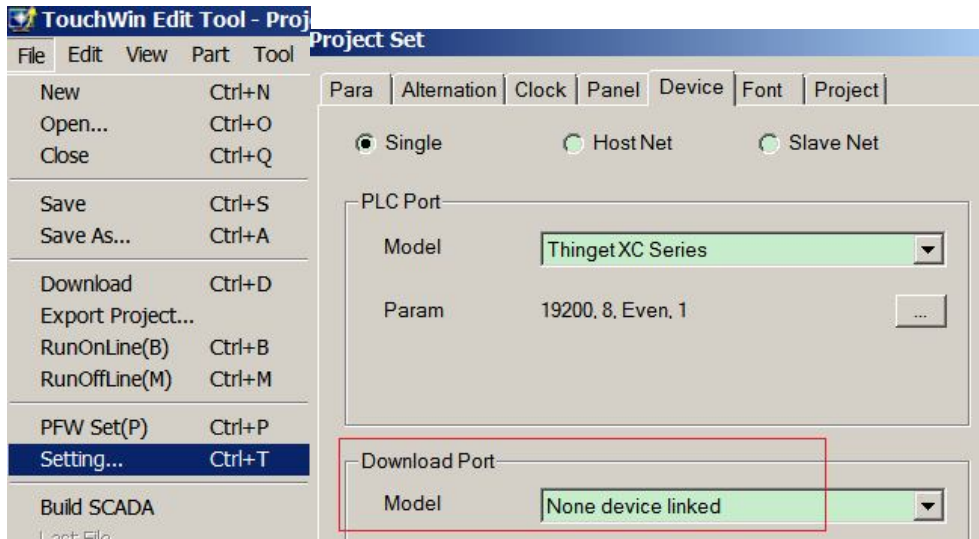 TouchWin Edit Tool - Proj
File Edit View Part Tool
New Ctrl+N
Open... Ctrl+O
Close Ctrl+Q
Save Ctrl+S
Save As... Ctrl+A
Download Ctrl+D
Export Project...
RunOnLine(B) Ctrl+B
RunOffLine(M) Ctrl+M
PFW Set(P) Ctrl+P
Setting... Ctrl+T
Build SCADA
Last File
Project Set
Para Alternation Clock Panel Device Font Project
Single Host Net Slave Net
PLC Port
Model Thinget XC Series
Param 19200, 8, Even, 1 ...
Download Port
Model None device linked